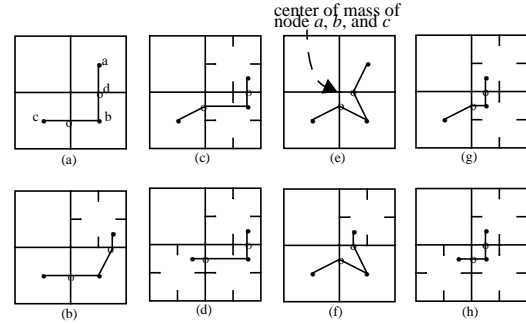 center of mass of
node a, b, and c
a
d
c
b
(a)
(c)
(e)
(g)
(b)
(d)
(f)
(h)